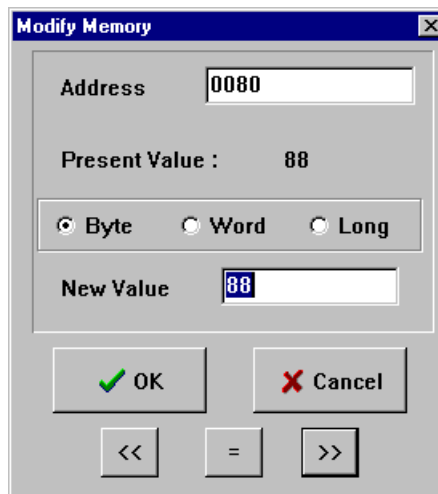 Modify Memory
Address 0080
Present Value : 88
Byte Word Long
New Value 88
OK Cancel
<< = >>